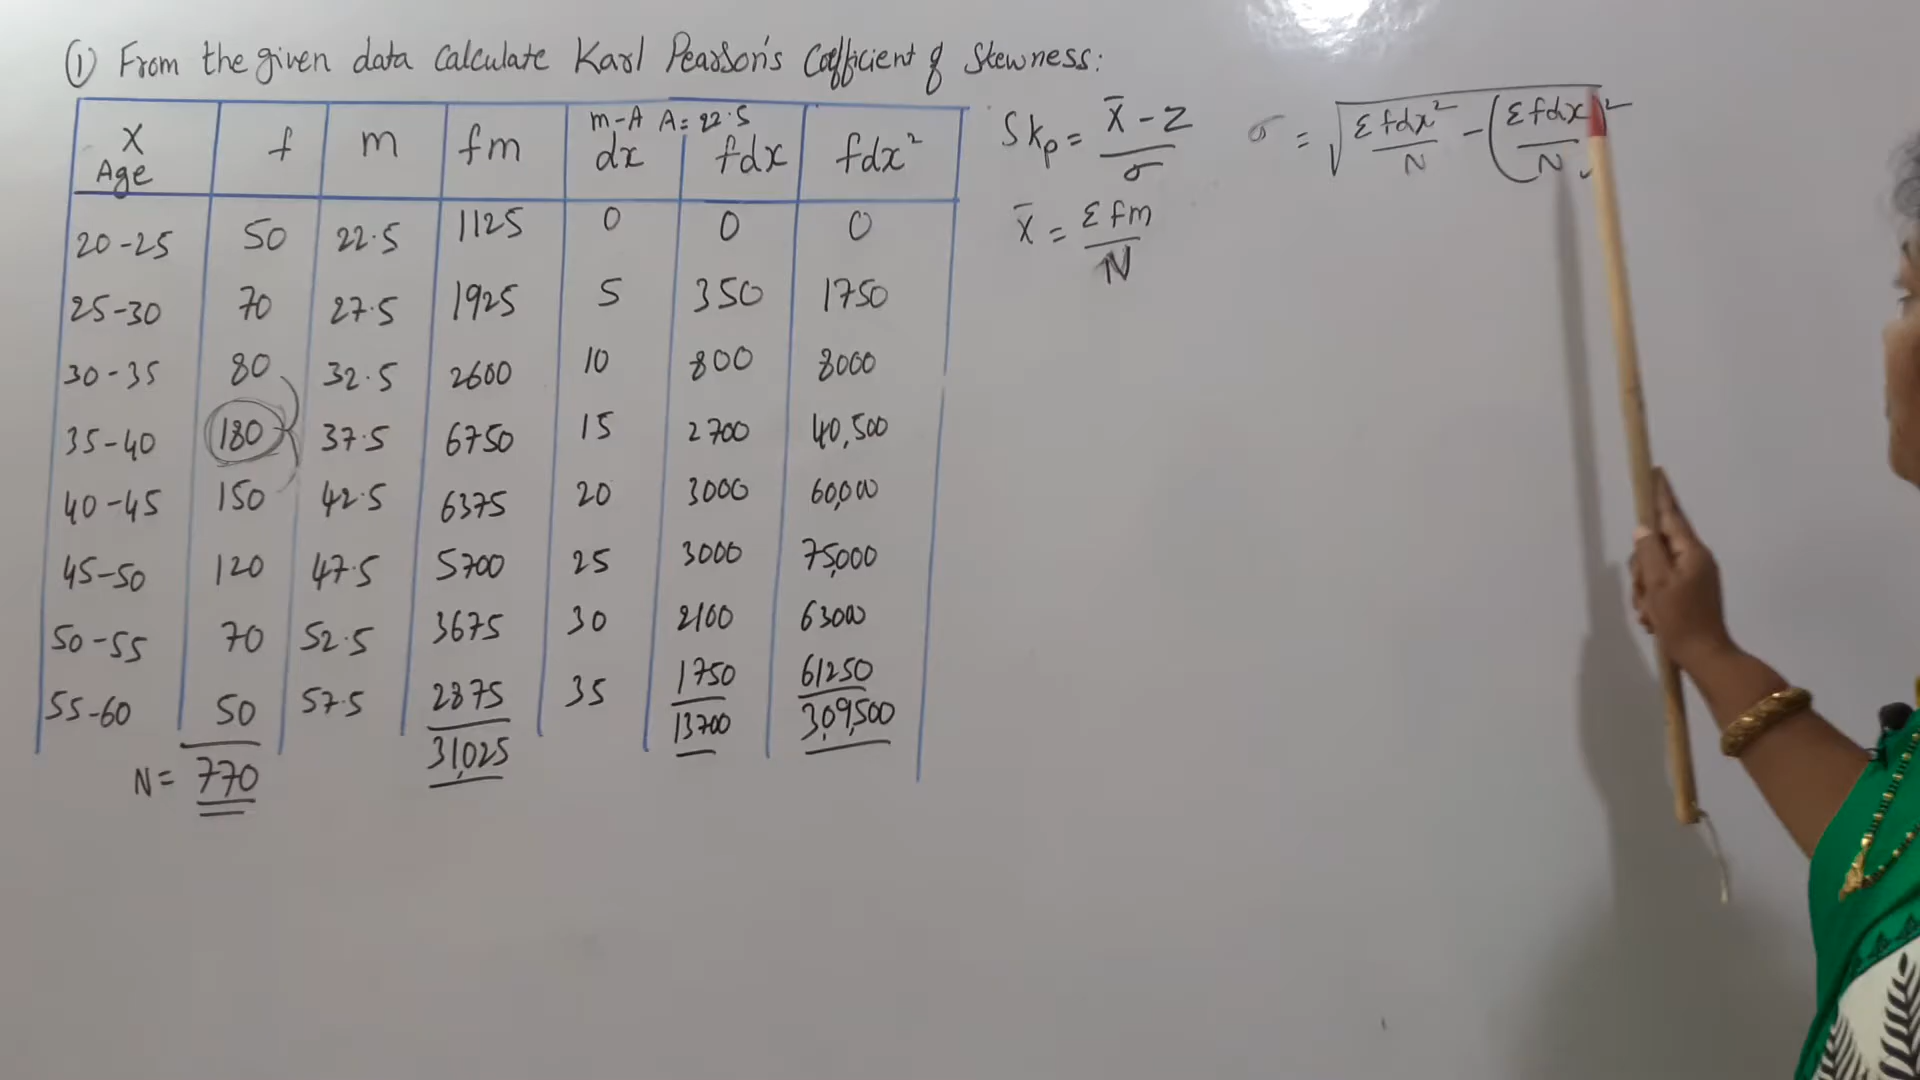 ① From the given data calculate Karl Pearson's Coefficient of Skewness:
X Age f m fm m-A dx A=22.5 fdx fdx²
20-25 50 22.5 1125 0 0 0
25-30 70 27.5 1925 5 350 1750
30-35 80 32.5 2600 10 800 8000
35-40 180 37.5 6750 15 2700 40,500
40-45 150 42.5 6375 20 3000 60,000
45-50 120 47.5 5700 25 3000 75,000
50-55 70 52.5 3675 30 2100 63000
55-60 50 57.5 2875 35 1750 61250
N= 770 31,025 13700 3,09,500
Skp = (X̄ - Z)/σ
X̄ = Σfm/N
σ = √(Σfdx²/N - (Σfdx/N)²)